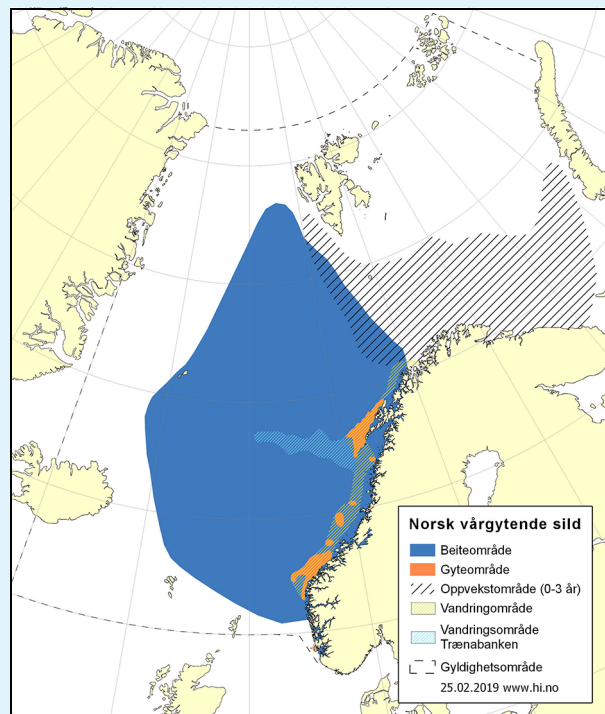 Norsk vårgytende sild
Beiteområde
Gyteområde
Oppvekstområde (0-3 år)
Vandringområde
Vandringsområde
Trænabanken
Gyldighetsområde
25.02.2019 www.hi.no